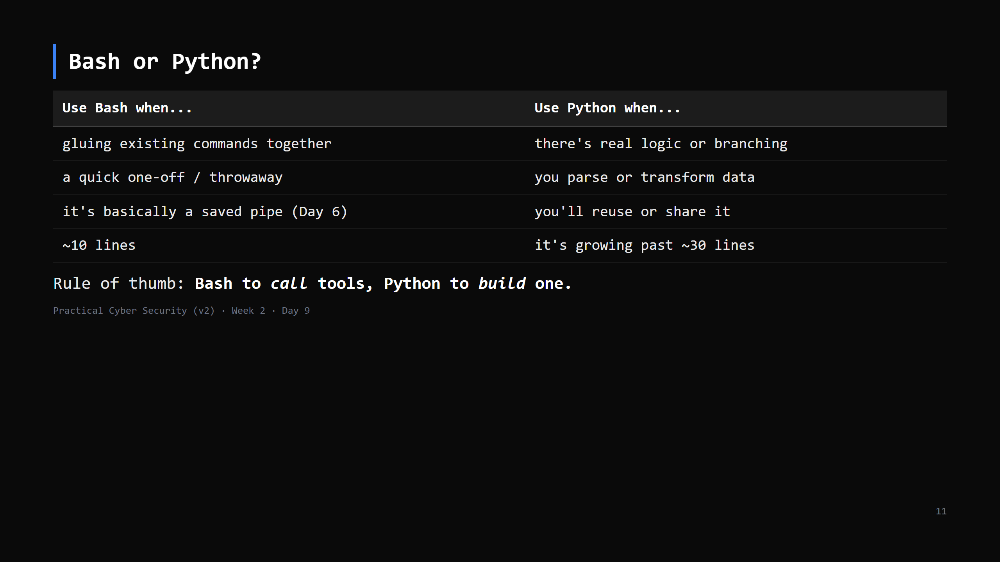 Bash or Python?
Use Bash when... Use Python when...
gluing existing commands together there's real logic or branching
a quick one-off / throwaway you parse or transform data
it's basically a saved pipe (Day 6) you'll reuse or share it
~10 lines it's growing past ~30 lines
Rule of thumb: Bash to call tools, Python to build one.
Practical Cyber Security (v2) · Week 2 · Day 9
11